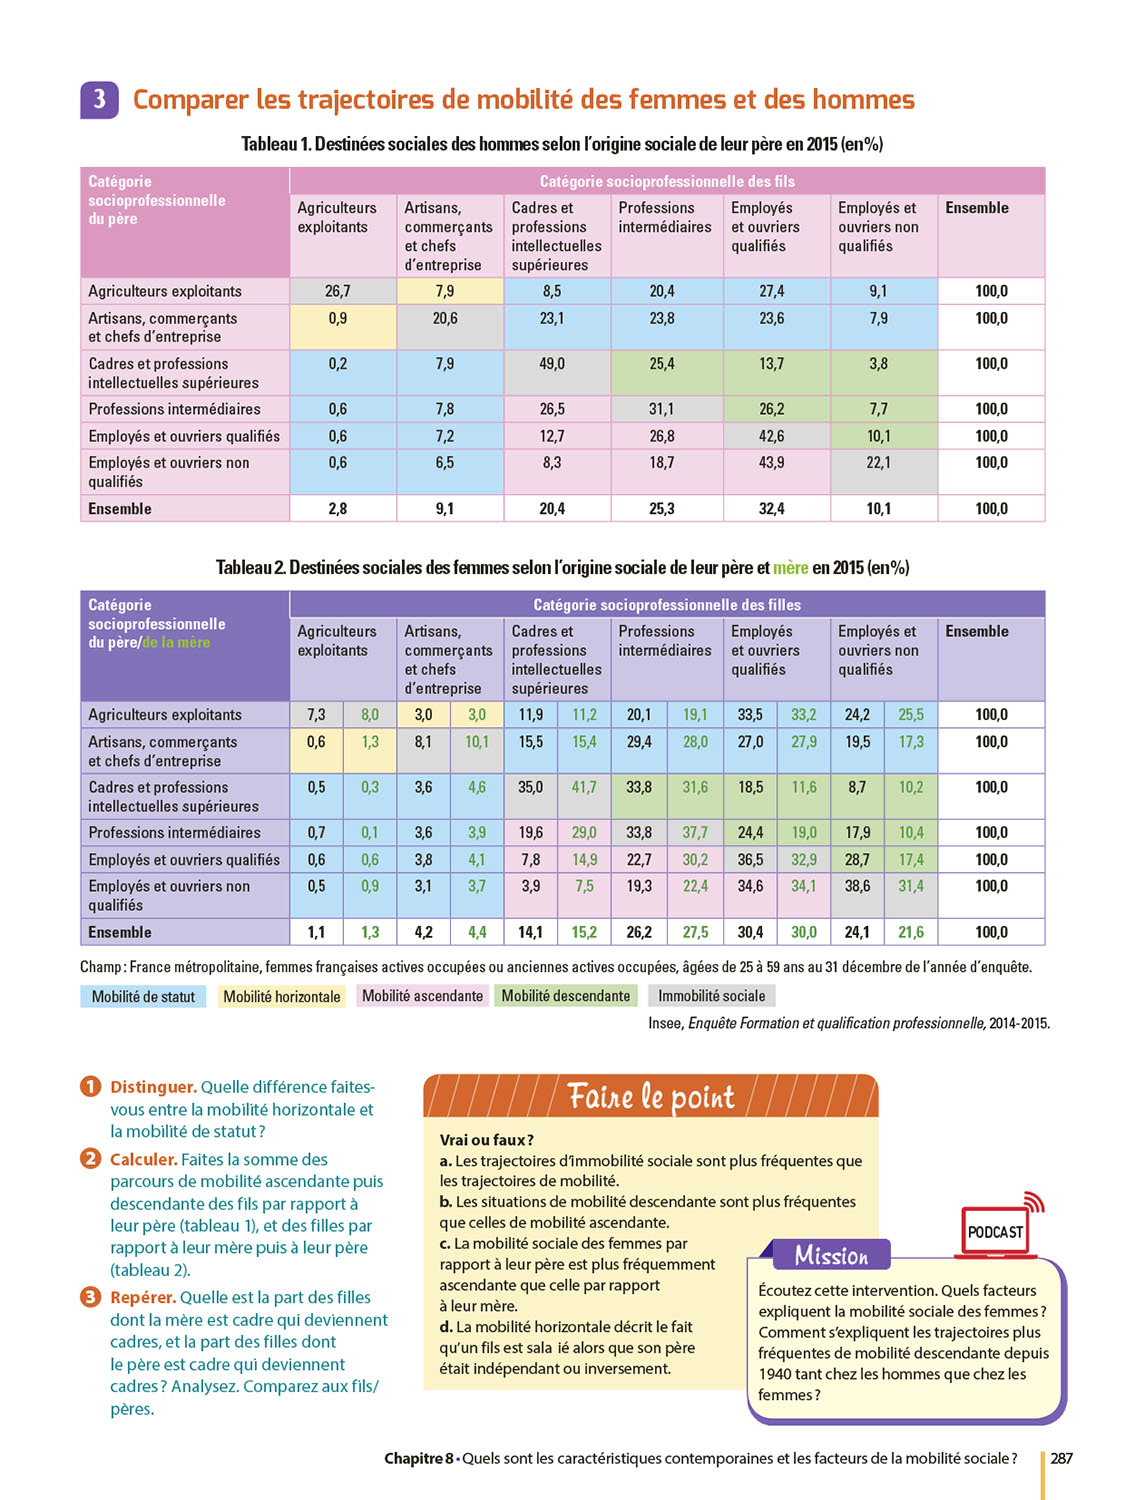 3 Comparer les trajectoires de mobilité des femmes et des hommes
Tableau 1. Destinées sociales des hommes selon l'origine sociale de leur père en 2015 (en %)
Catégorie socioprofessionnelle du père
Catégorie socioprofessionnelle des fils
Agriculteurs exploitants
Artisans, commerçants et chefs d'entreprise
Cadres et professions intellectuelles supérieures
Professions intermédiaires
Employés et ouvriers qualifiés
Employés et ouvriers non qualifiés
Ensemble
Agriculteurs exploitants 26,7 7,9 8,5 20,4 27,4 9,1 100,0
Artisans, commerçants et chefs d'entreprise 0,9 20,6 23,1 23,8 23,6 7,9 100,0
Cadres et professions intellectuelles supérieures 0,2 7,9 49,0 25,4 13,7 3,8 100,0
Professions intermédiaires 0,6 7,8 26,5 31,1 26,2 7,7 100,0
Employés et ouvriers qualifiés 0,6 7,2 12,7 26,8 42,6 10,1 100,0
Employés et ouvriers non qualifiés 0,6 6,5 8,3 18,7 43,9 22,1 100,0
Ensemble 2,8 9,1 20,4 25,3 32,4 10,1 100,0
Tableau 2. Destinées sociales des femmes selon l'origine sociale de leur père et mère en 2015 (en %)
Catégorie socioprofessionnelle du père/de la mère
Catégorie socioprofessionnelle des filles
Agriculteurs exploitants
Artisans, commerçants et chefs d'entreprise
Cadres et professions intellectuelles supérieures
Professions intermédiaires
Employés et ouvriers qualifiés
Employés et ouvriers non qualifiés
Ensemble
Agriculteurs exploitants 7,3 8,0 3,0 3,0 11,9 11,2 20,1 19,1 33,5 33,2 24,2 25,5 100,0
Artisans, commerçants et chefs d'entreprise 0,6 1,3 8,1 10,1 15,5 15,4 29,4 28,0 27,0 27,9 19,5 17,3 100,0
Cadres et professions intellectuelles supérieures 0,5 0,3 3,6 4,6 35,0 41,7 33,8 31,6 18,5 11,6 8,7 10,2 100,0
Professions intermédiaires 0,7 0,1 3,6 3,9 19,6 29,0 33,8 37,7 24,4 19,0 17,9 10,4 100,0
Employés et ouvriers qualifiés 0,6 0,6 3,8 4,1 7,8 14,9 22,7 30,2 36,5 32,9 28,7 17,4 100,0
Employés et ouvriers non qualifiés 0,5 0,9 3,1 3,7 3,9 7,5 19,3 22,4 34,6 34,1 38,6 31,4 100,0
Ensemble 1,1 1,3 4,2 4,4 14,1 15,2 26,2 27,5 30,4 30,0 24,1 21,6 100,0
Champ : France métropolitaine, femmes françaises actives occupées ou anciennes actives occupées, âgées de 25 à 59 ans au 31 décembre de l'année d'enquête.
Mobilité de statut Mobilité horizontale Mobilité ascendante Mobilité descendante Immobilité sociale
Insee, Enquête Formation et qualification professionnelle, 2014-2015.
1 Distinguer. Quelle différence faites-
vous entre la mobilité horizontale et
la mobilité de statut ?
2 Calculer. Faites la somme des
parcours de mobilité ascendante puis
descendante des fils par rapport à
leur père (tableau 1), et des filles par
rapport à leur mère puis à leur père
(tableau 2).
3 Repérer. Quelle est la part des filles
dont la mère est cadre qui deviennent
cadres, et la part des filles dont
le père est cadre qui deviennent
cadres ? Analysez. Comparez aux fils/
pères.
Faire le point
Vrai ou faux ?
a. Les trajectoires d'immobilité sociale sont plus fréquentes que
les trajectoires de mobilité.
b. Les situations de mobilité descendante sont plus fréquentes
que celles de mobilité ascendante.
c. La mobilité sociale des femmes par
rapport à leur père est plus fréquemment
ascendante que celle par rapport
à leur mère.
d. La mobilité horizontale décrit le fait
qu'un fils est sala ié alors que son père
était indépendant ou inversement.
PODCAST
Mission
Écoutez cette intervention. Quels facteurs
expliquent la mobilité sociale des femmes ?
Comment s'expliquent les trajectoires plus
fréquentes de mobilité descendante depuis
1940 tant chez les hommes que chez les
femmes ?
Chapitre 8 • Quels sont les caractéristiques contemporaines et les facteurs de la mobilité sociale ? 287